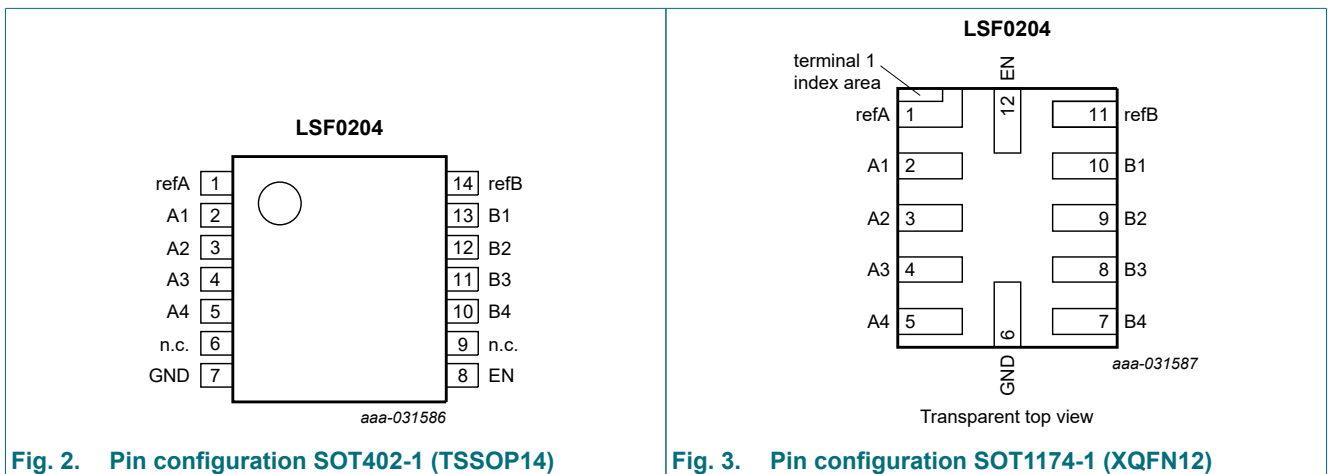 LSF0204
refA 1 14 refB
A1 2 13 B1
A2 3 12 B2
A3 4 11 B3
A4 5 10 B4
n.c. 6 9 n.c.
GND 7 8 EN
aaa-031586
Fig. 2. Pin configuration SOT402-1 (TSSOP14)
LSF0204
terminal 1
index area
EN
12
refA 1 11 refB
A1 2 10 B1
A2 3 9 B2
A3 4 8 B3
A4 5 7 B4
6
GND
aaa-031587
Transparent top view
Fig. 3. Pin configuration SOT1174-1 (XQFN12)